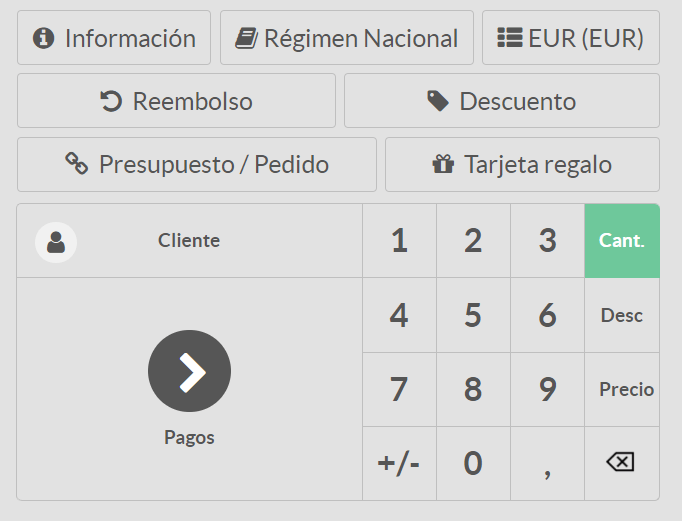 Información
Régimen Nacional
EUR (EUR)
Reembolso
Descuento
Presupuesto / Pedido
Tarjeta regalo
Cliente
1 2 3 Cant.
4 5 6 Desc
7 8 9 Precio
Pagos
+/- 0 ,